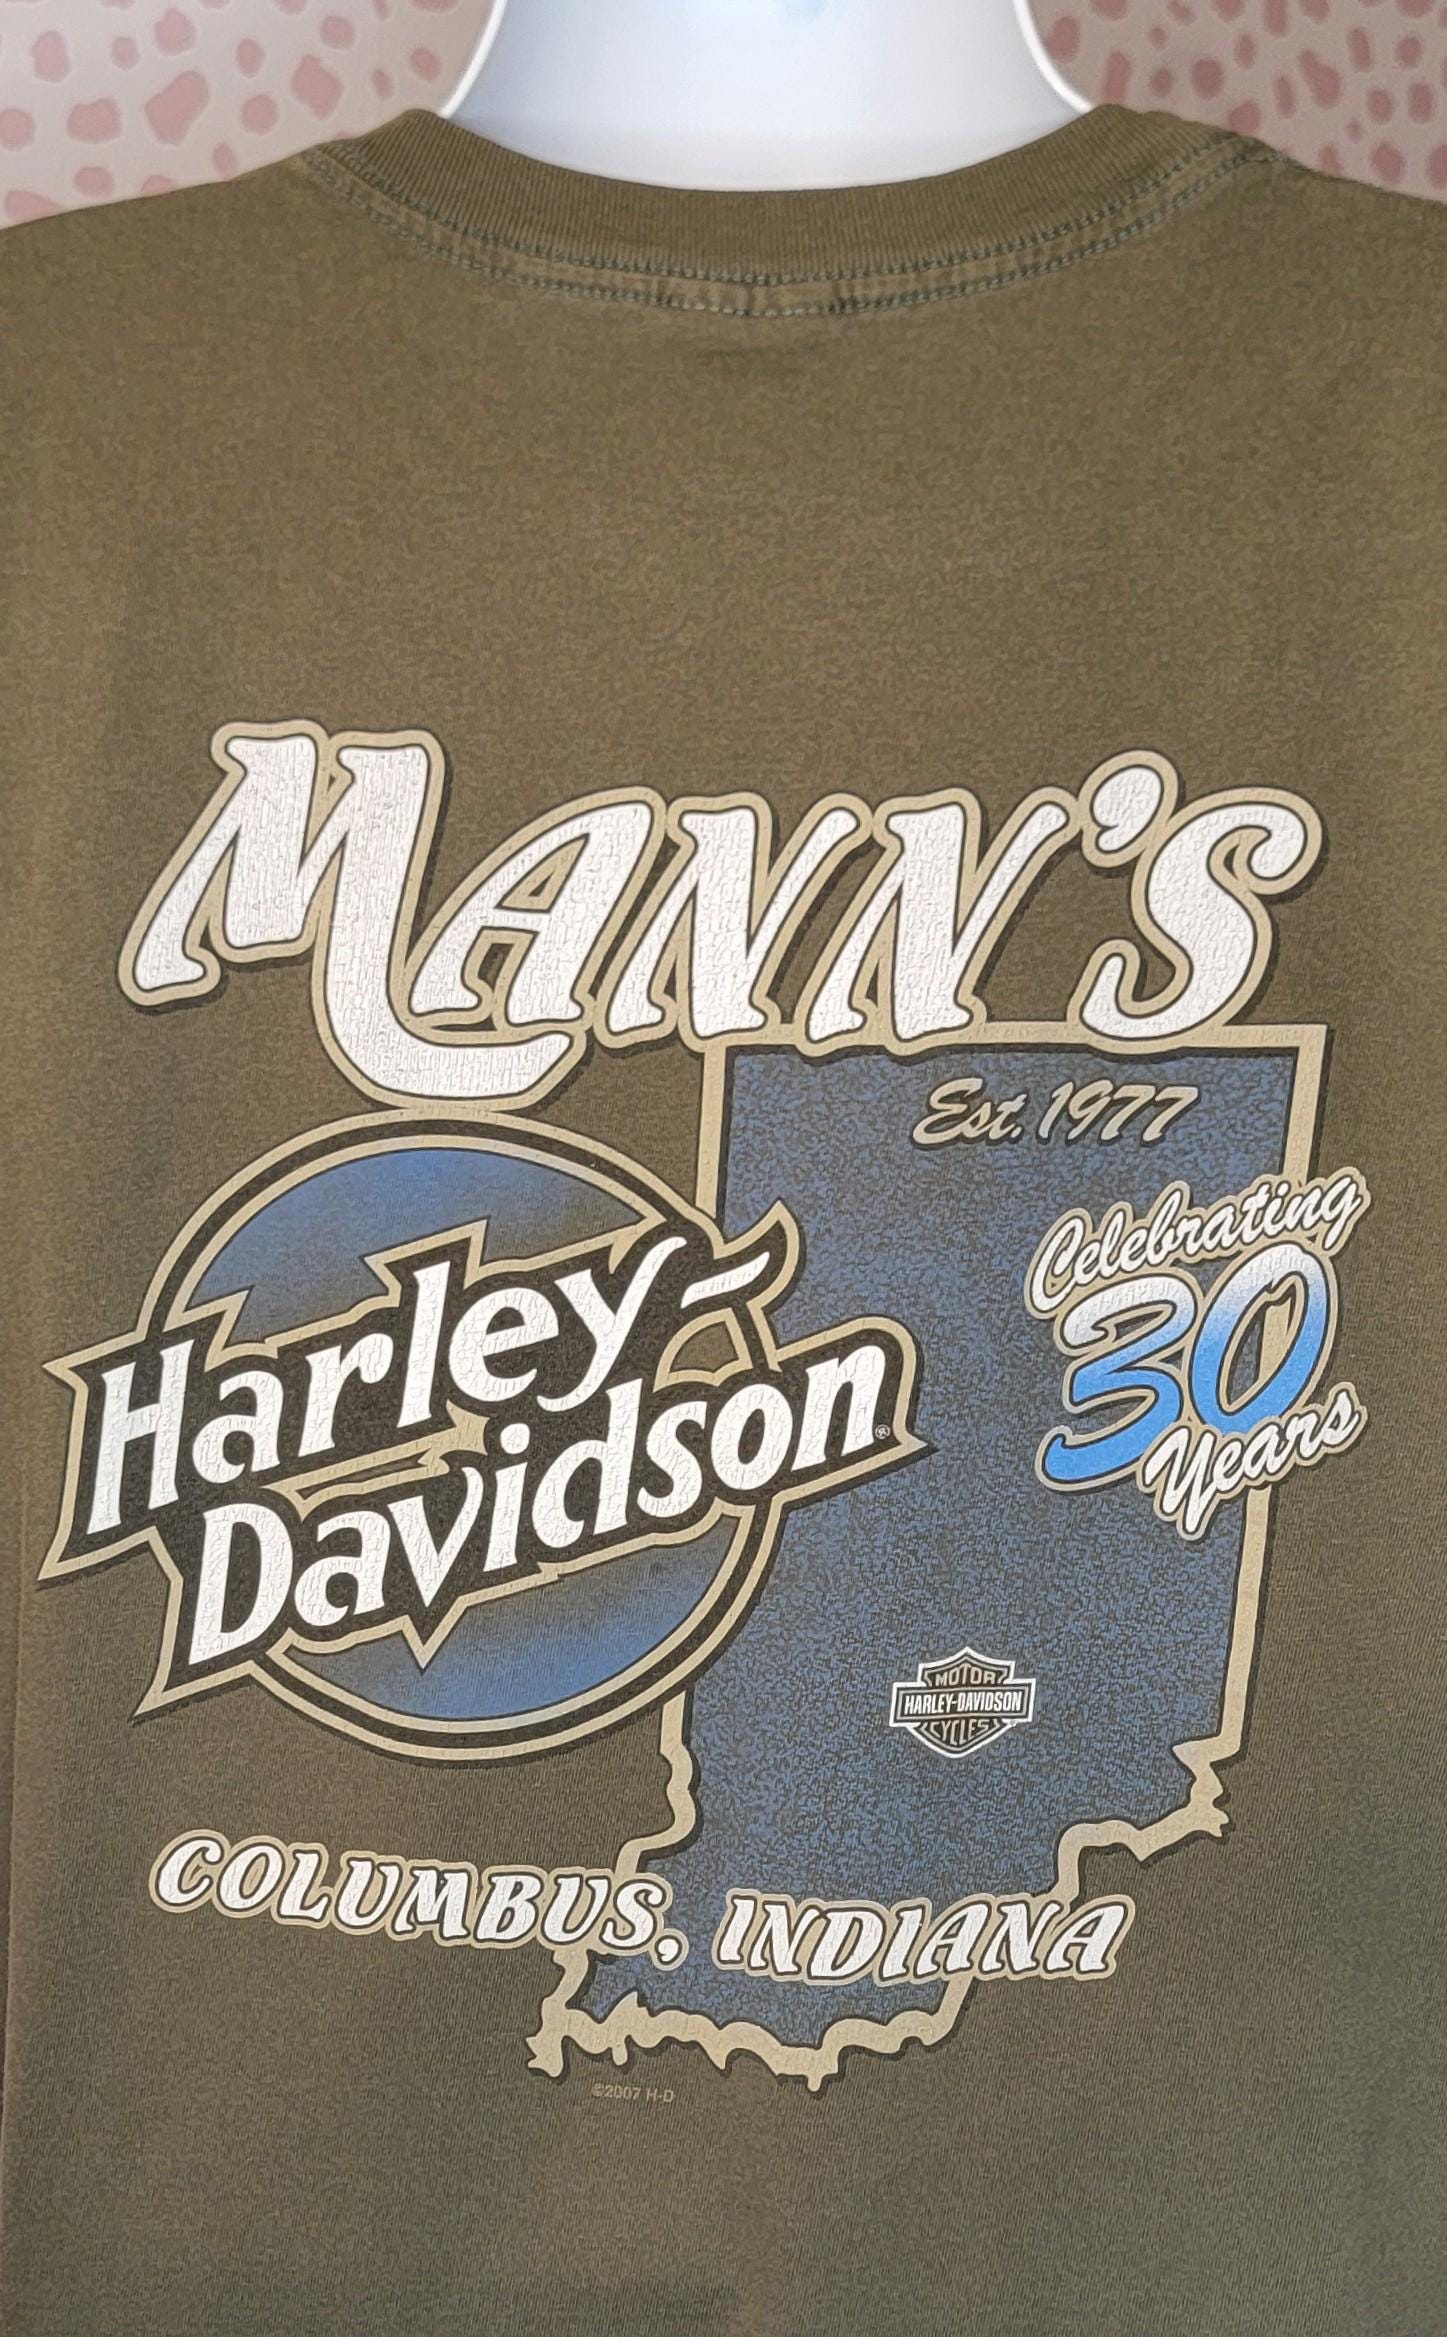 MANN'S
Est. 1977
Celebrating
30
Years
Harley-
Davidson®
MOTOR
HARLEY-DAVIDSON
CYCLES
COLUMBUS, INDIANA
©2007 H-D